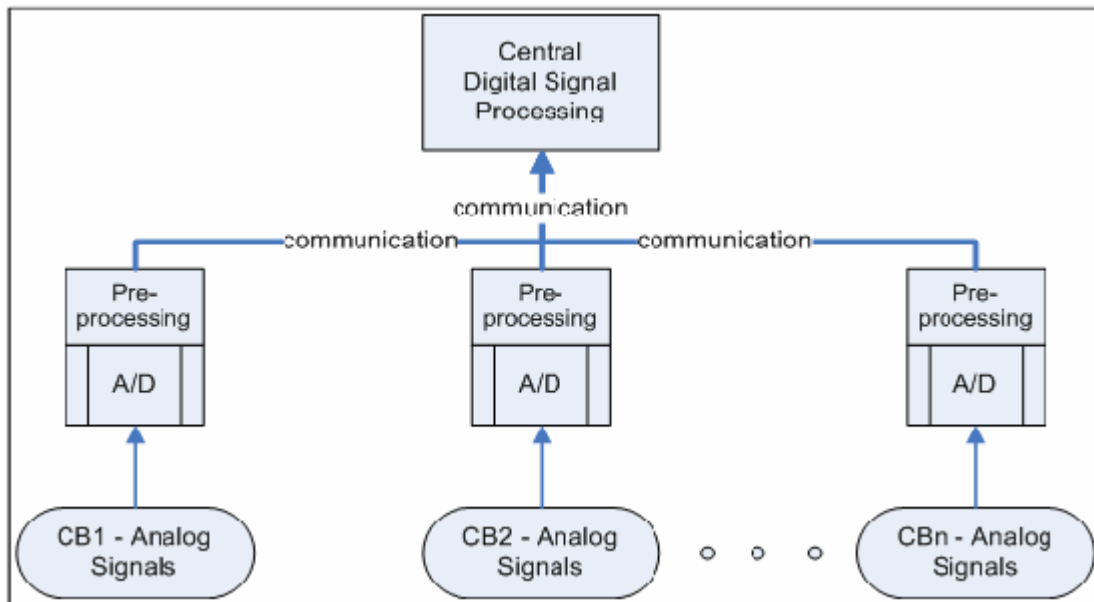 Central
Digital Signal
Processing
communication
communication
communication
Pre-
processing
A/D
Pre-
processing
A/D
Pre-
processing
A/D
CB1 - Analog
Signals
CB2 - Analog
Signals
CBn - Analog
Signals